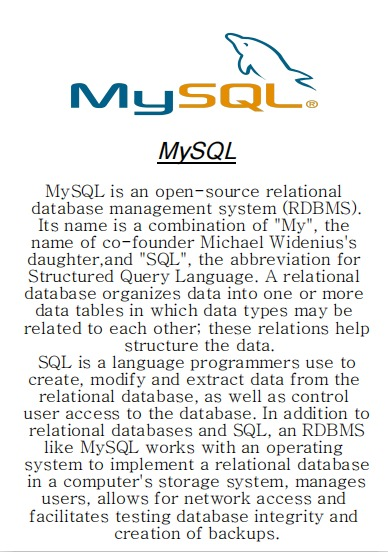 MySQL®
MySQL
MySQL is an open-source relational
database management system (RDBMS).
Its name is a combination of "My", the
name of co-founder Michael Widenius's
daughter,and "SQL", the abbreviation for
Structured Query Language. A relational
database organizes data into one or more
data tables in which data types may be
related to each other; these relations help
structure the data.
SQL is a language programmers use to
create, modify and extract data from the
relational database, as well as control
user access to the database. In addition to
relational databases and SQL, an RDBMS
like MySQL works with an operating
system to implement a relational database
in a computer's storage system, manages
users, allows for network access and
facilitates testing database integrity and
creation of backups.